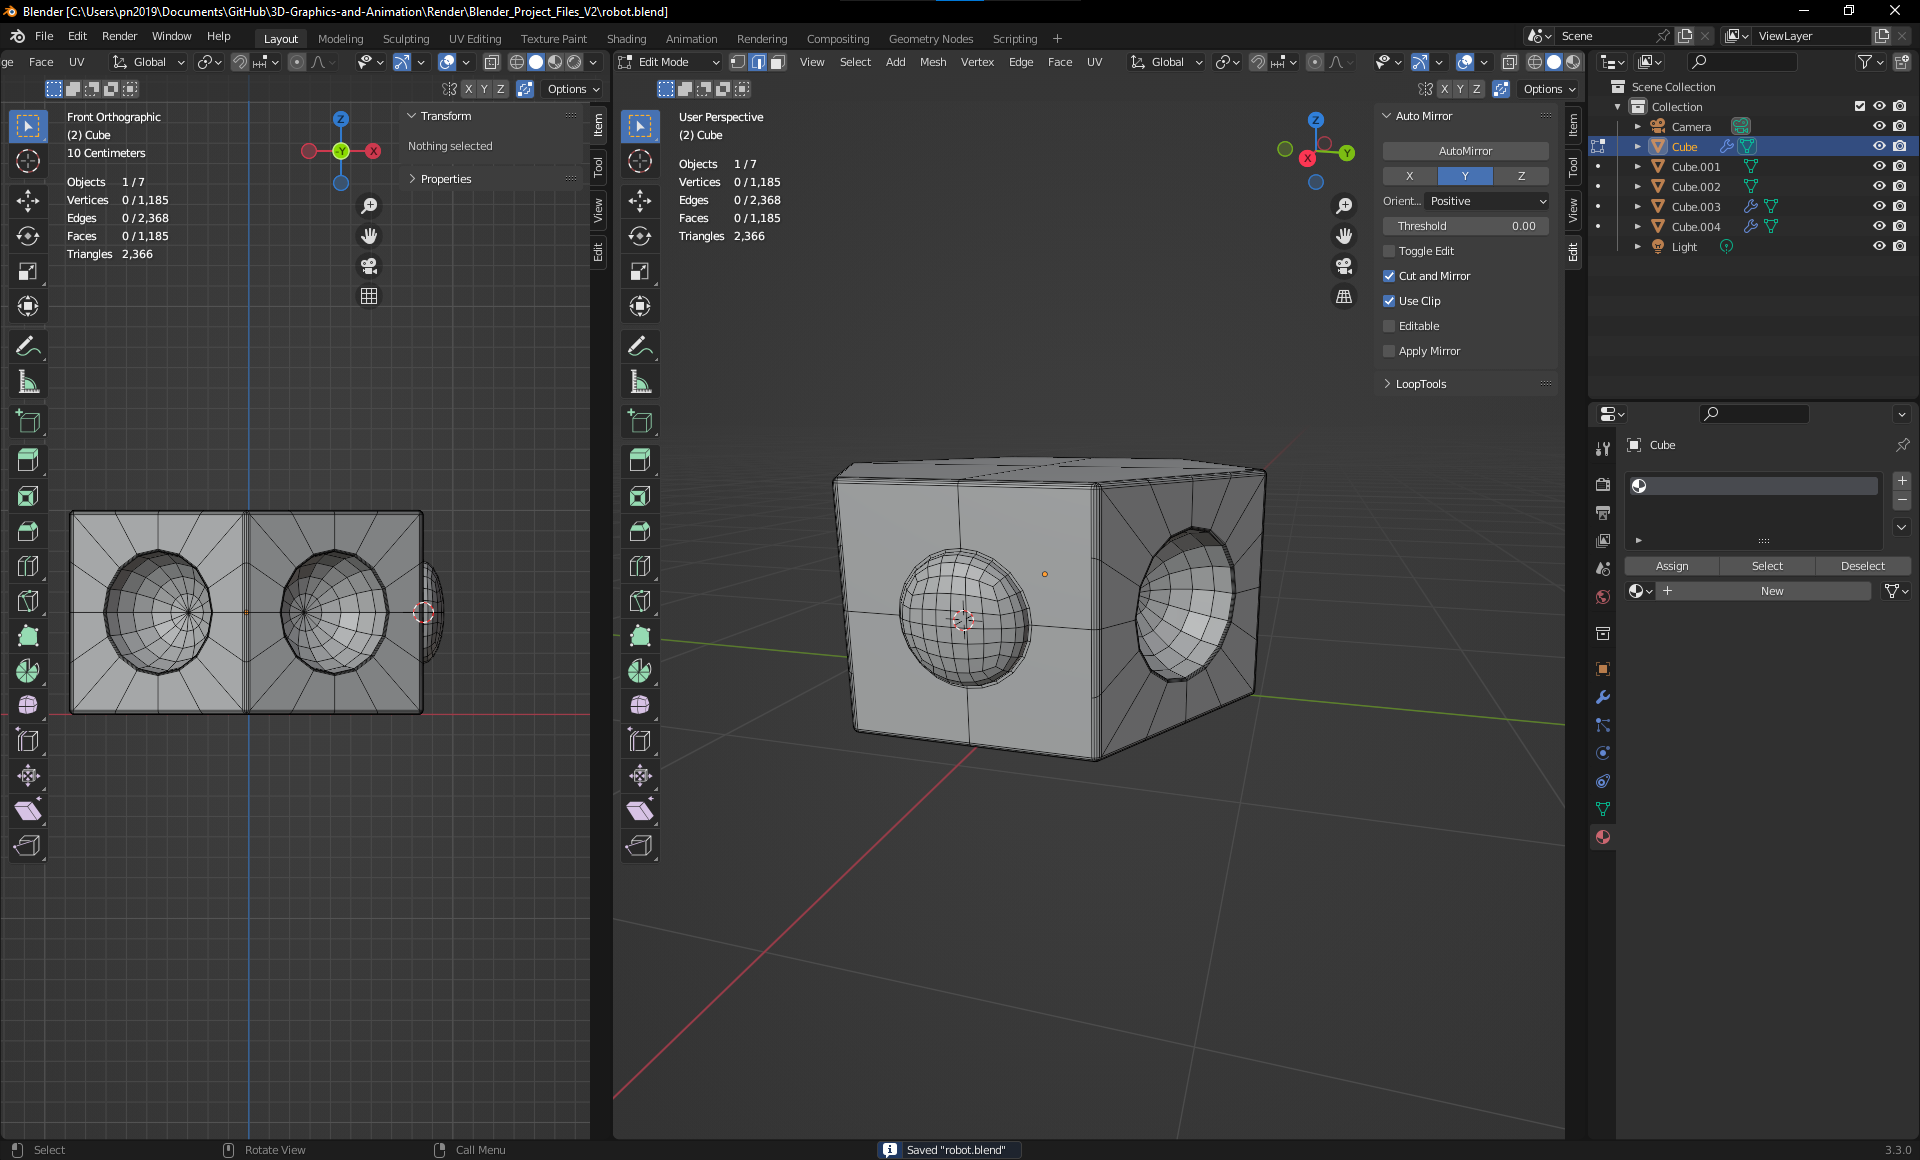 Blender [C:\Users\pn2019\Documents\GitHub\3D-Graphics-and-Animation\Render\Blender_Project_Files_V2\robot.blend]
File Edit Render Window Help Layout Modeling Sculpting UV Editing Texture Paint Shading Animation Rendering Compositing Geometry Nodes Scripting + Scene ViewLayer
ge Face UV Global
Edit Mode View Select Add Mesh Vertex Edge Face UV Global
X Y Z Options
X Y Z Options
Front Orthographic
(2) Cube
10 Centimeters
Objects 1 / 7
Vertices 0 / 1,185
Edges 0 / 2,368
Faces 0 / 1,185
Triangles 2,366
Z
-Y
X
Transform
Nothing selected
Properties
Item
Tool
View
Edit
User Perspective
(2) Cube
Objects 1 / 7
Vertices 0 / 1,185
Edges 0 / 2,368
Faces 0 / 1,185
Triangles 2,366
Z
Y
X
Auto Mirror
AutoMirror
X Y Z
Orient... Positive
Threshold 0.00
Toggle Edit
Cut and Mirror
Use Clip
Editable
Apply Mirror
LoopTools
Item
Tool
View
Edit
Scene Collection
Collection
Camera
Cube
Cube.001
Cube.002
Cube.003
Cube.004
Light
Cube
Assign Select Deselect
New
Select Rotate View Call Menu Saved "robot.blend" 3.3.0